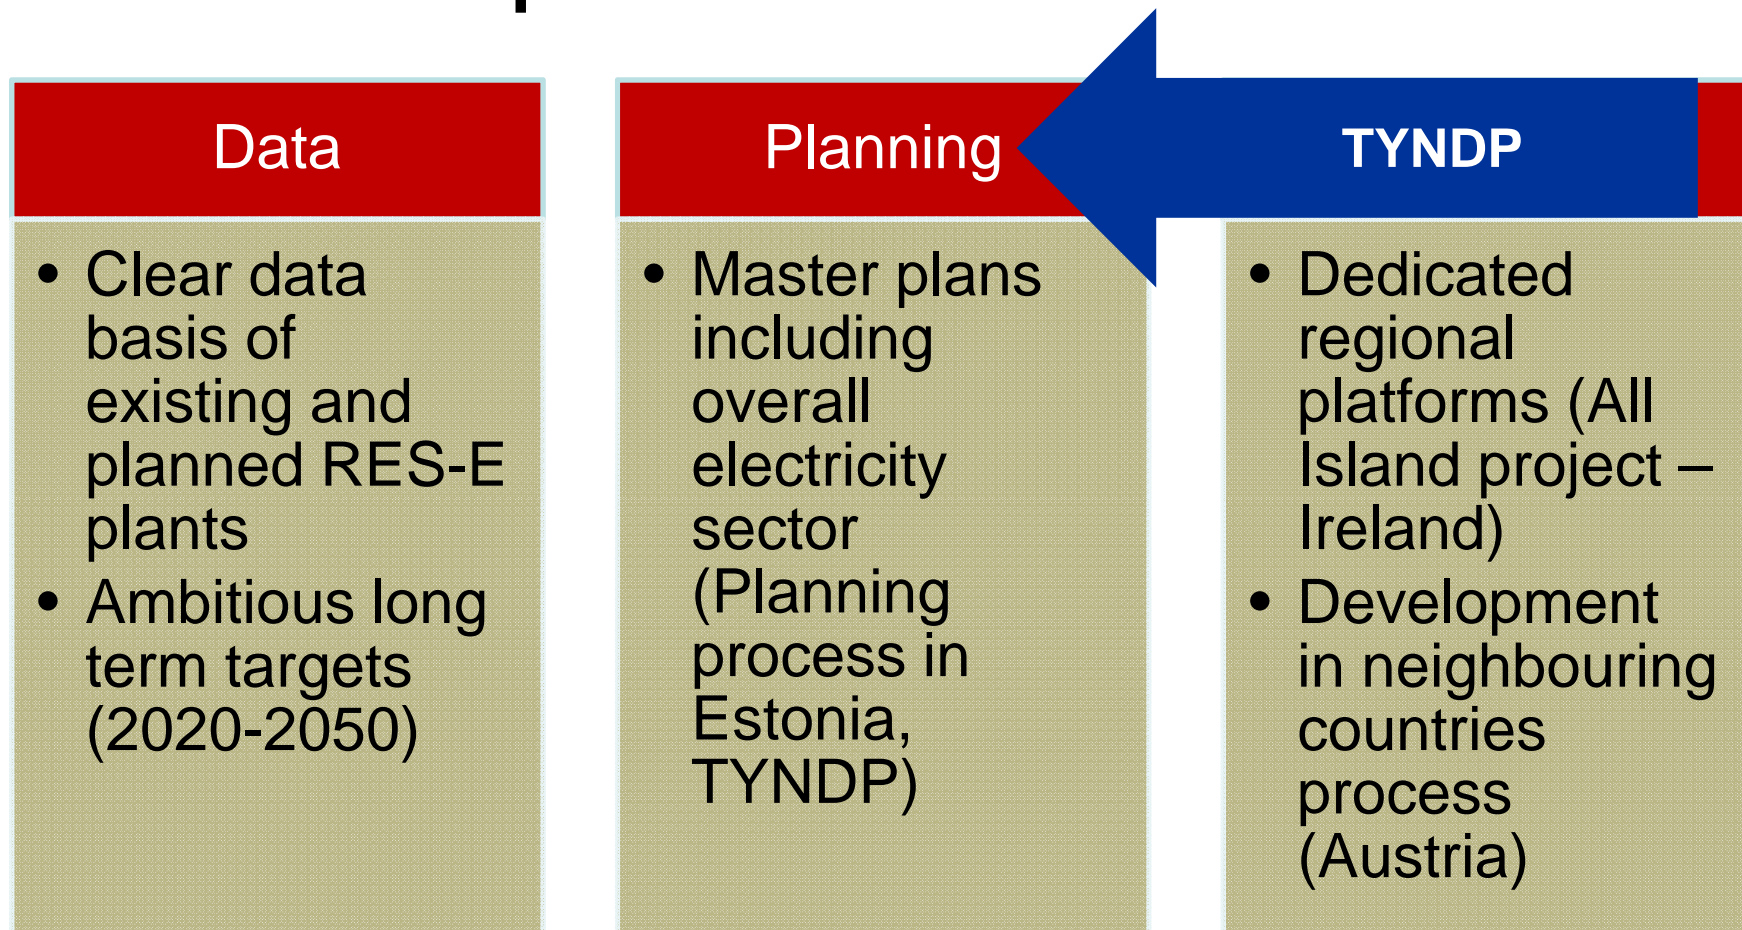 Data
• Clear data
basis of
existing and
planned RES-E
plants
• Ambitious long
term targets
(2020-2050)
Planning
• Master plans
including
overall
electricity
sector
(Planning
process in
Estonia,
TYNDP)
TYNDP
• Dedicated
regional
platforms (All
Island project –
Ireland)
• Development
in neighbouring
countries
process
(Austria)